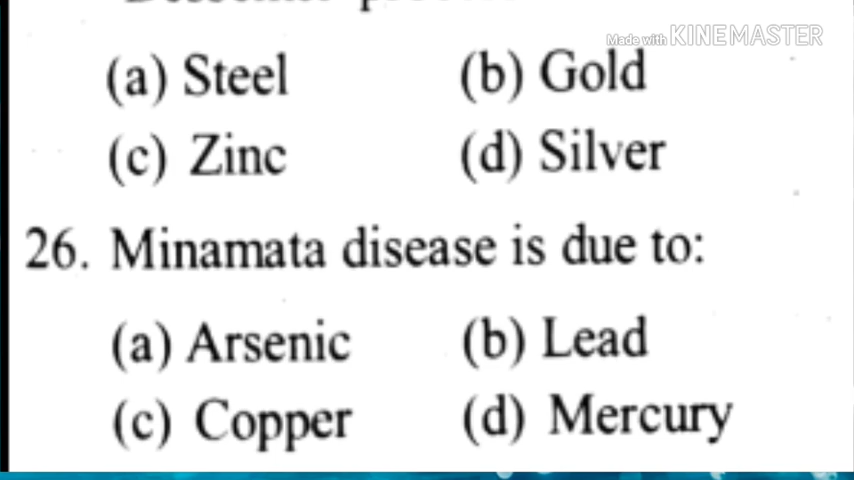 Made with KINEMASTER
(a) Steel (b) Gold
(c) Zinc (d) Silver
26. Minamata disease is due to:
(a) Arsenic (b) Lead
(c) Copper (d) Mercury